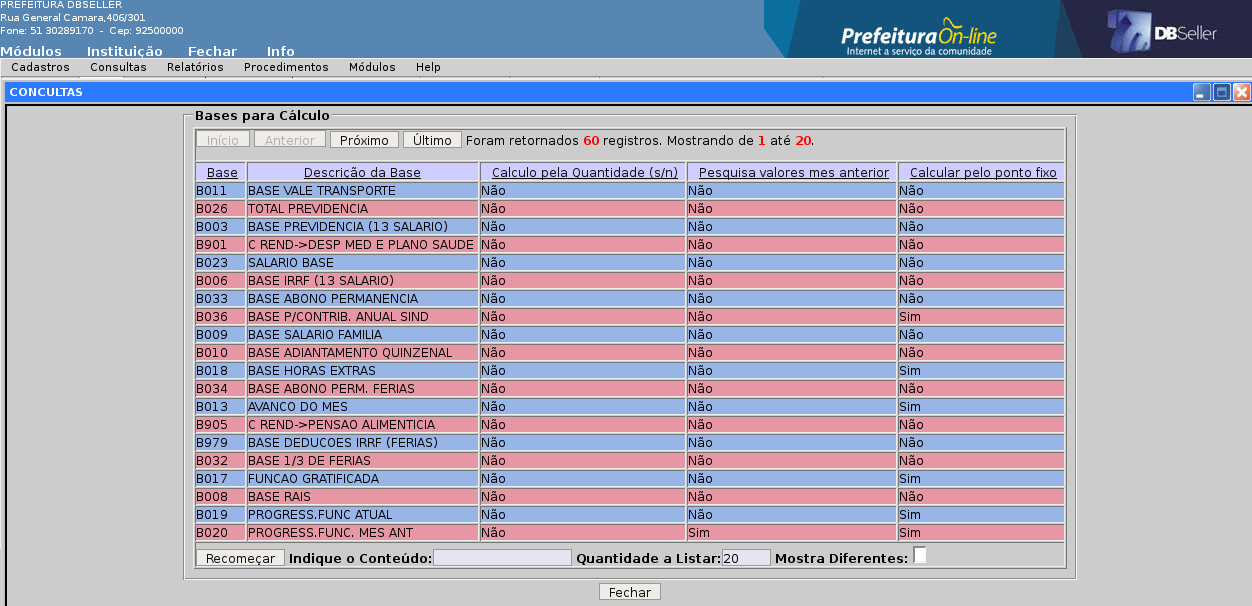 PREFEITURA DBSELLER
Rua General Camara,406/301
Fone: 51 30289170 - Cep: 92500000
Módulos Instituição Fechar Info
Prefeitura On-line
Internet a serviço da comunidade
DBSeller
Cadastros Consultas Relatórios Procedimentos Módulos Help
CONCULTAS
Bases para Cálculo
Início Anterior Próximo Último Foram retornados 60 registros. Mostrando de 1 até 20.
Base Descrição da Base Calculo pela Quantidade (s/n) Pesquisa valores mes anterior Calcular pelo ponto fixo
B011 BASE VALE TRANSPORTE Não Não Não
B026 TOTAL PREVIDENCIA Não Não Não
B003 BASE PREVIDENCIA (13 SALARIO) Não Não Não
B901 C REND->DESP MED E PLANO SAUDE Não Não Não
B023 SALARIO BASE Não Não Não
B006 BASE IRRF (13 SALARIO) Não Não Não
B033 BASE ABONO PERMANENCIA Não Não Não
B036 BASE P/CONTRIB. ANUAL SIND Não Não Sim
B009 BASE SALARIO FAMILIA Não Não Não
B010 BASE ADIANTAMENTO QUINZENAL Não Não Não
B018 BASE HORAS EXTRAS Não Não Sim
B034 BASE ABONO PERM. FERIAS Não Não Não
B013 AVANCO DO MES Não Não Sim
B905 C REND->PENSAO ALIMENTICIA Não Não Não
B979 BASE DEDUCOES IRRF (FERIAS) Não Não Não
B032 BASE 1/3 DE FERIAS Não Não Não
B017 FUNCAO GRATIFICADA Não Não Sim
B008 BASE RAIS Não Não Não
B019 PROGRESS.FUNC ATUAL Não Não Sim
B020 PROGRESS.FUNC. MES ANT Não Sim Sim
Recomeçar Indique o Conteúdo: Quantidade a Listar: 20 Mostra Diferentes:
Fechar